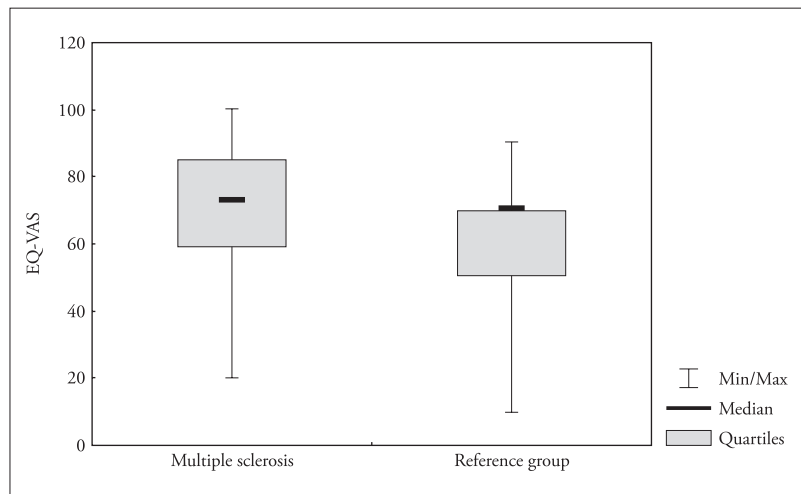 120
100
80
60
40
20
0
EQ-VAS
Multiple sclerosis
Reference group
Min/Max
Median
Quartiles